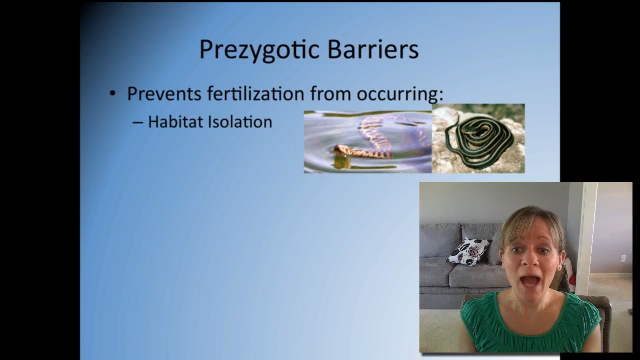 Prezygotic Barriers
• Prevents fertilization from occurring:
– Habitat Isolation